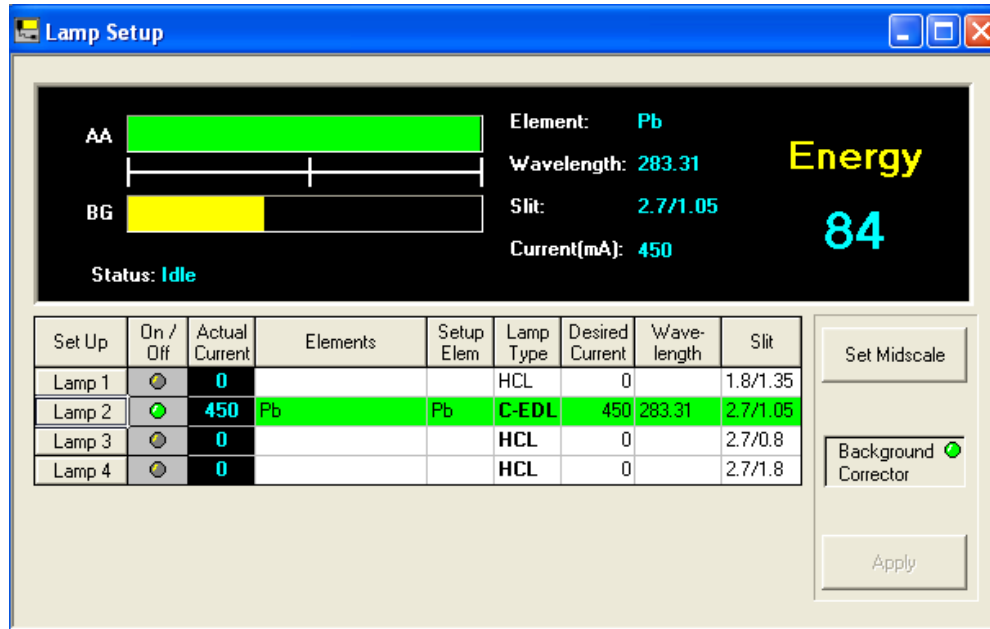 Lamp Setup
AA
BG
Status: Idle
Element: Pb
Wavelength: 283.31
Slit: 2.7/1.05
Current(mA): 450
Energy
84
Set Up On / Off Actual Current Elements Setup Elem Lamp Type Desired Current Wave-length Slit
Lamp 1 0 HCL 0 1.8/1.35
Lamp 2 450 Pb Pb C-EDL 450 283.31 2.7/1.05
Lamp 3 0 HCL 0 2.7/0.8
Lamp 4 0 HCL 0 2.7/1.8
Set Midscale
Background
Corrector
Apply